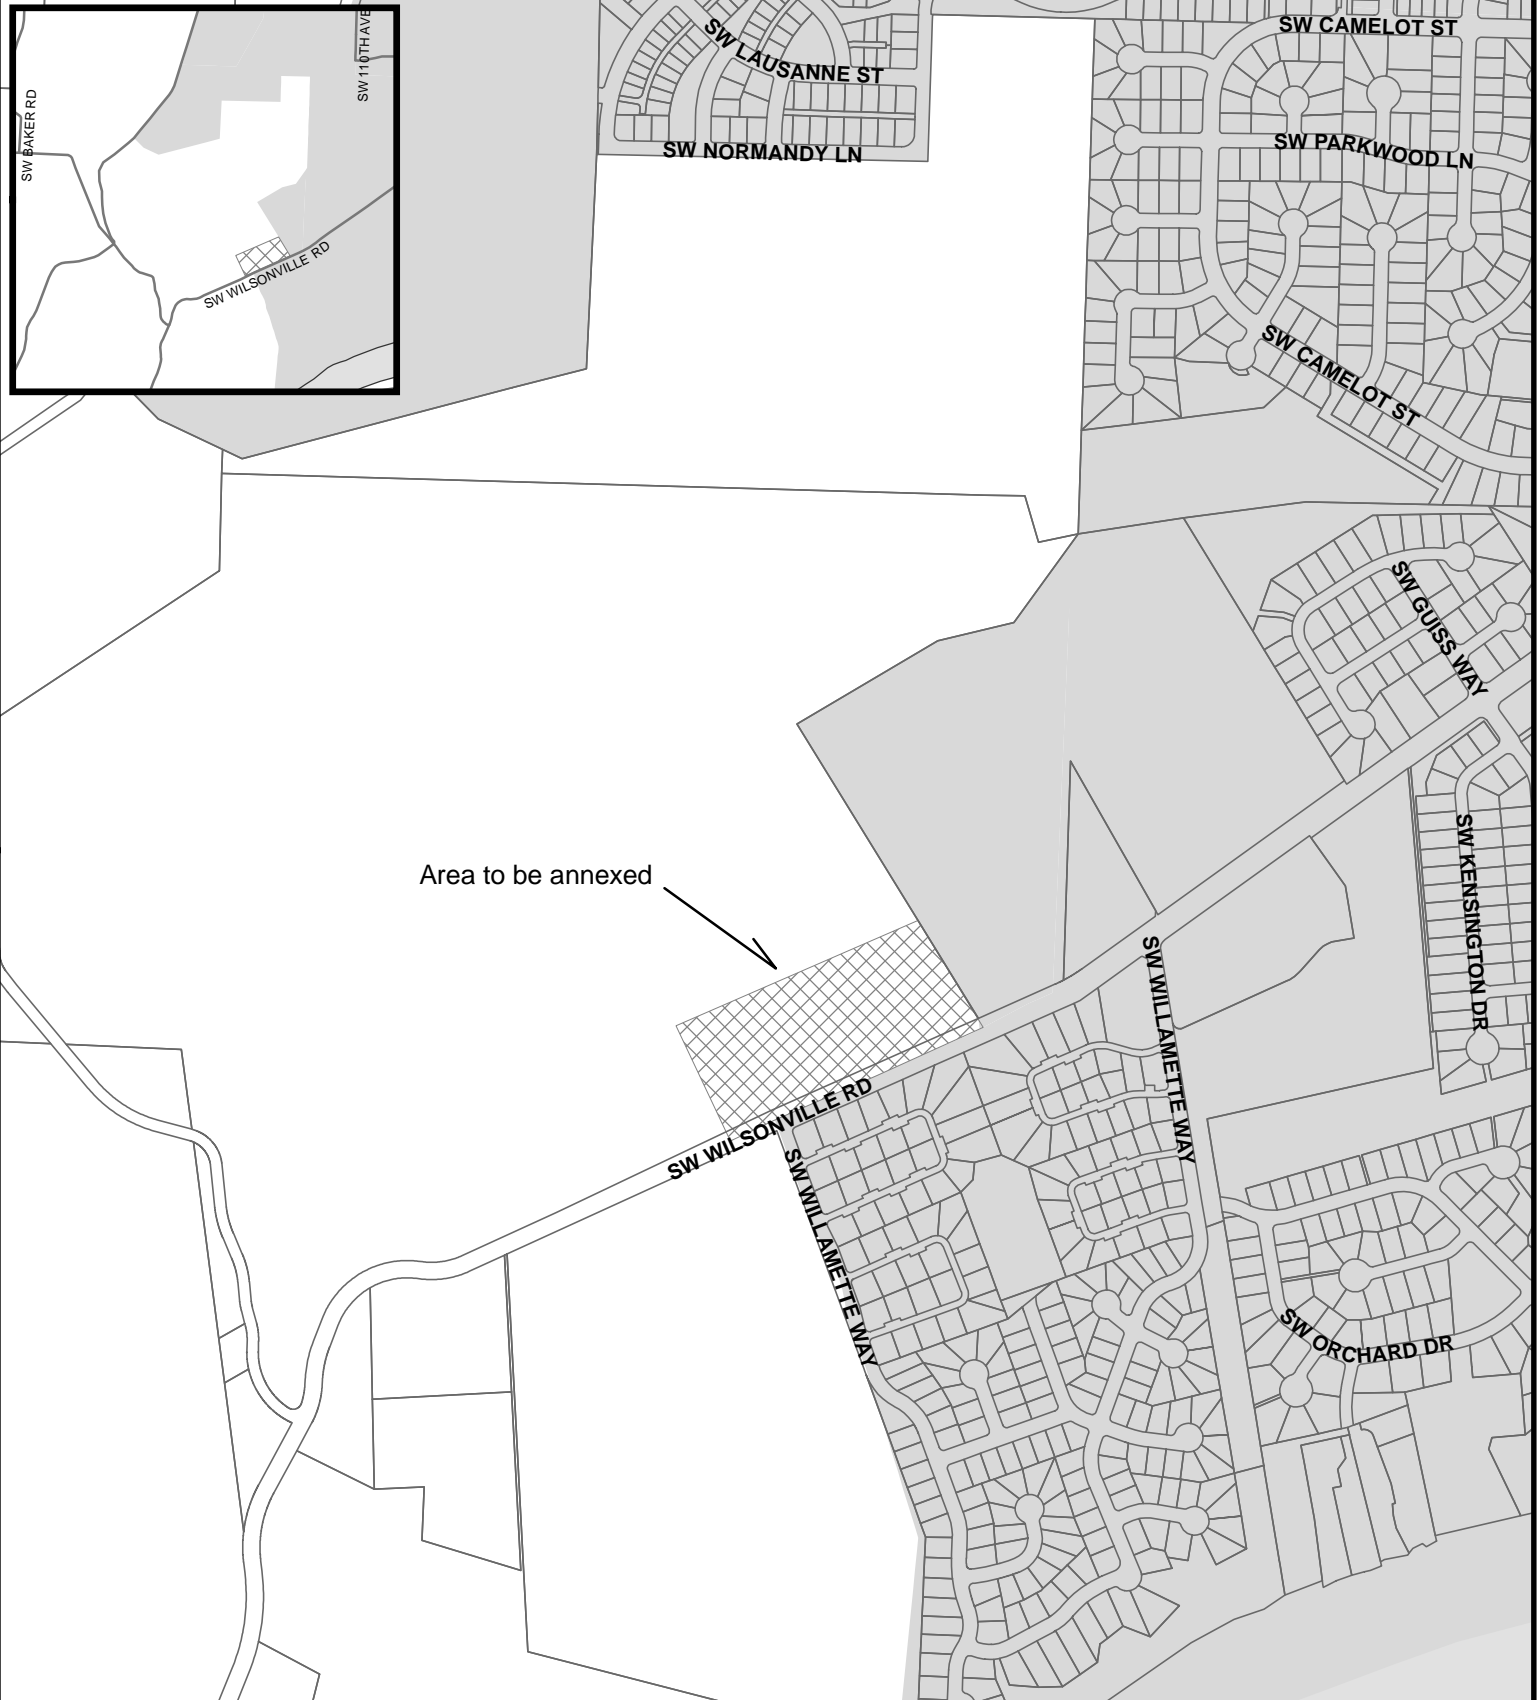 SW 110TH AVE
SW BAKER RD
SW WILSONVILLE RD
SW CAMELOT ST
SW LAUSANNE ST
SW NORMANDY LN
SW PARKWOOD LN
SW CAMELOT ST
SW GUISS WAY
SW KENSINGTON DR
Area to be annexed
SW WILLAMETTE WAY
SW WILSONVILLE RD
SW WILLAMETTE WAY
SW ORCHARD DR